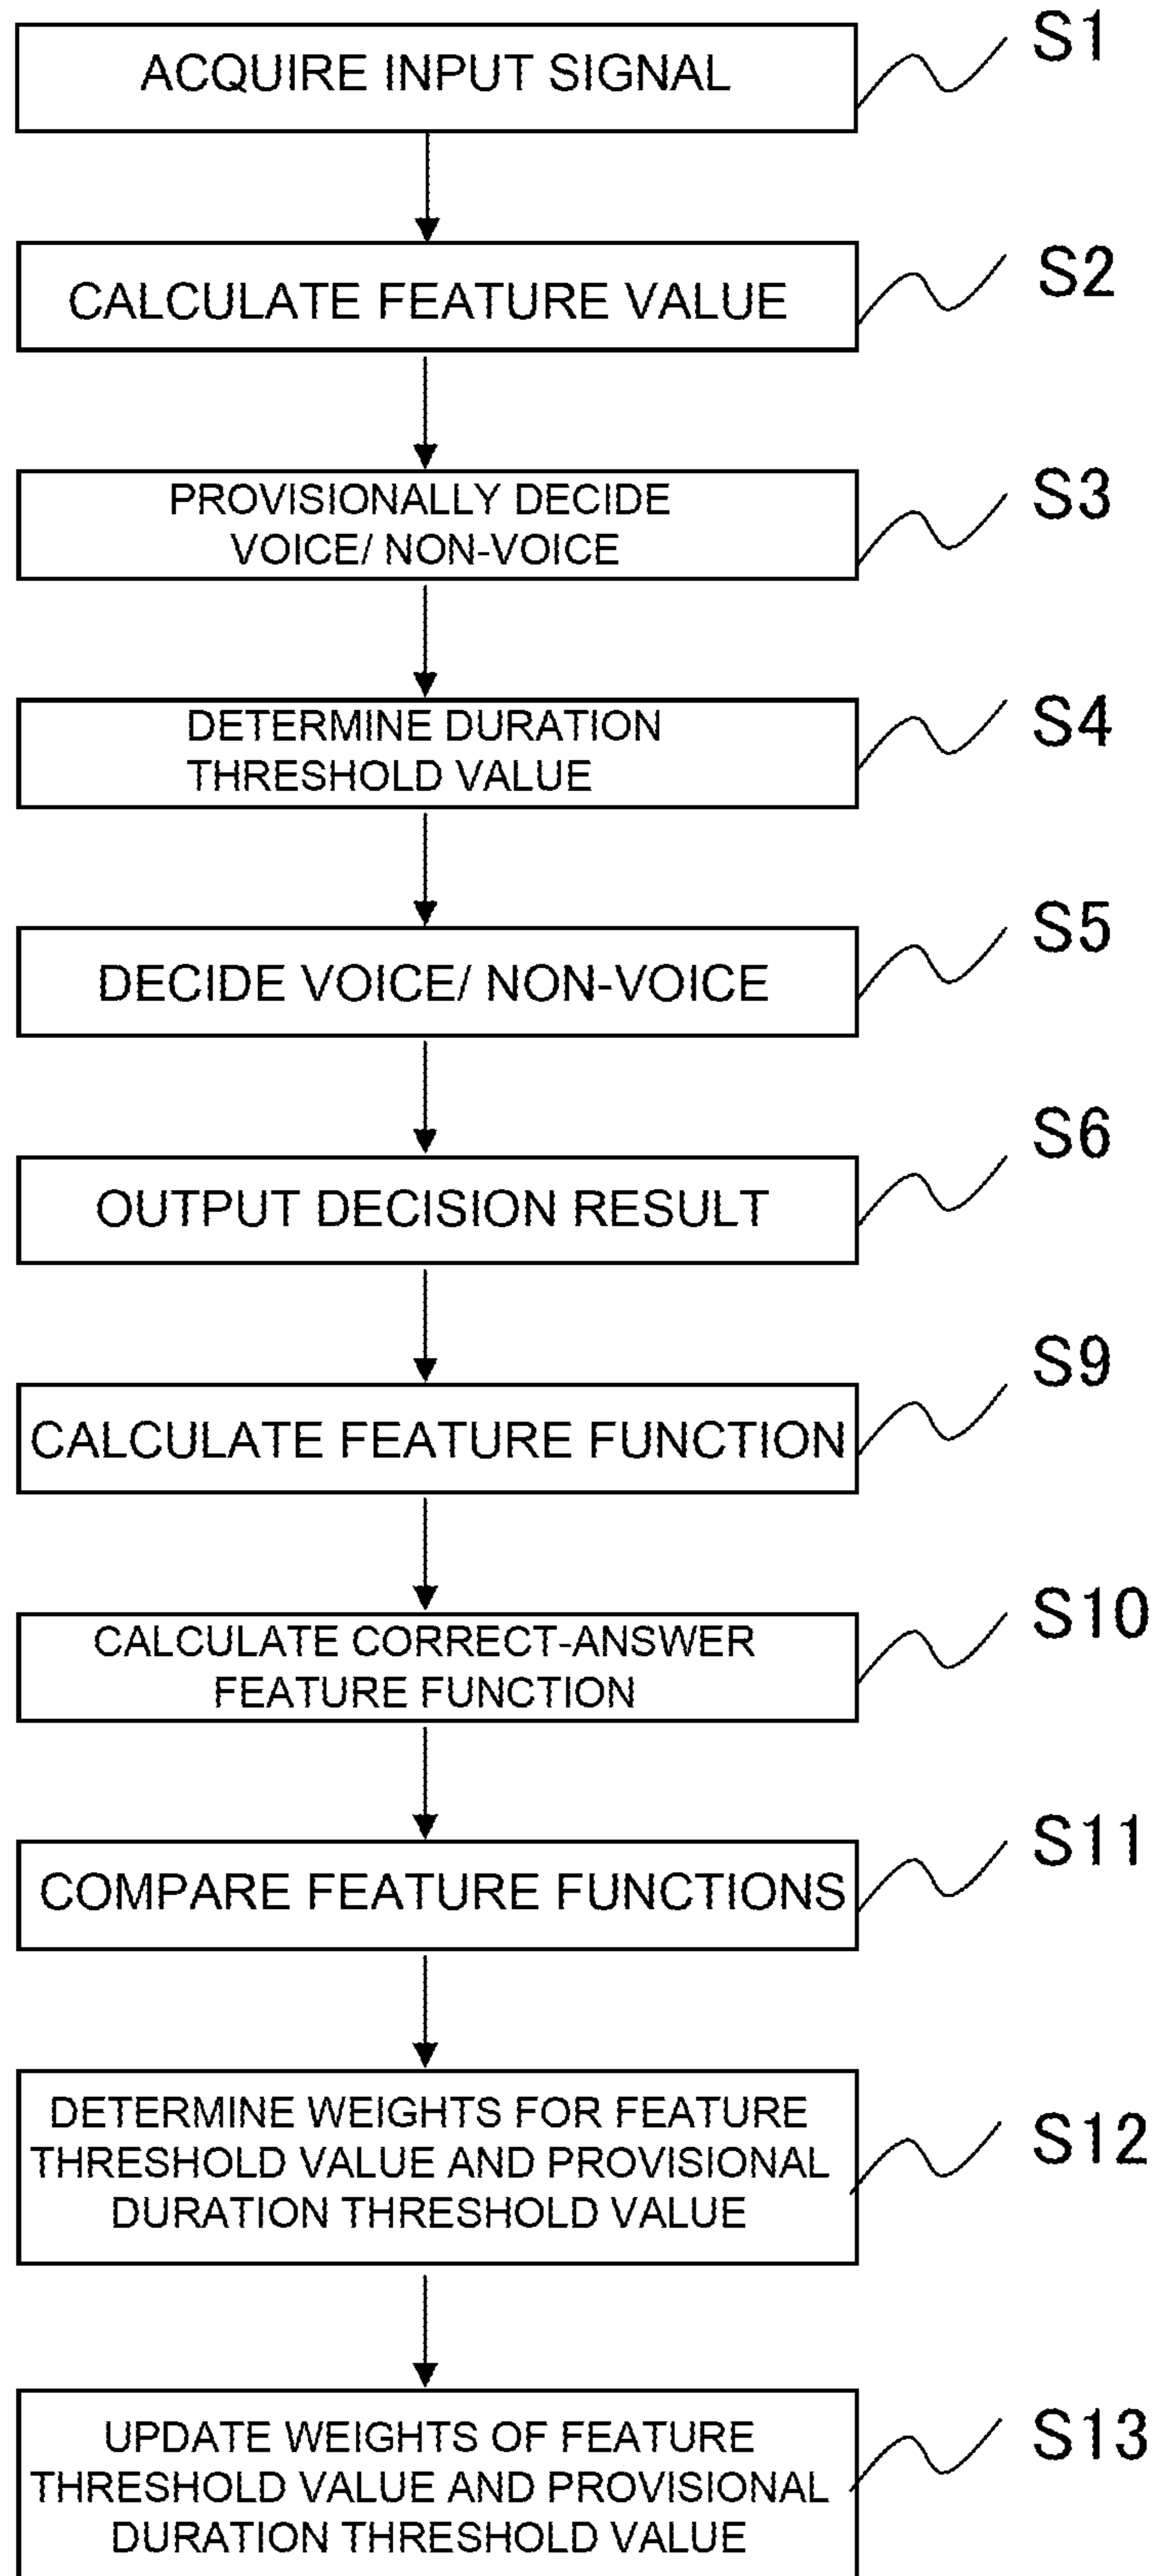 ACQUIRE INPUT SIGNAL
S1
CALCULATE FEATURE VALUE
S2
PROVISIONALLY DECIDE
VOICE/ NON-VOICE
S3
DETERMINE DURATION
THRESHOLD VALUE
S4
DECIDE VOICE/ NON-VOICE
S5
OUTPUT DECISION RESULT
S6
CALCULATE FEATURE FUNCTION
S9
CALCULATE CORRECT-ANSWER
FEATURE FUNCTION
S10
COMPARE FEATURE FUNCTIONS
S11
DETERMINE WEIGHTS FOR FEATURE
THRESHOLD VALUE AND PROVISIONAL
DURATION THRESHOLD VALUE
S12
UPDATE WEIGHTS OF FEATURE
THRESHOLD VALUE AND PROVISIONAL
DURATION THRESHOLD VALUE
S13